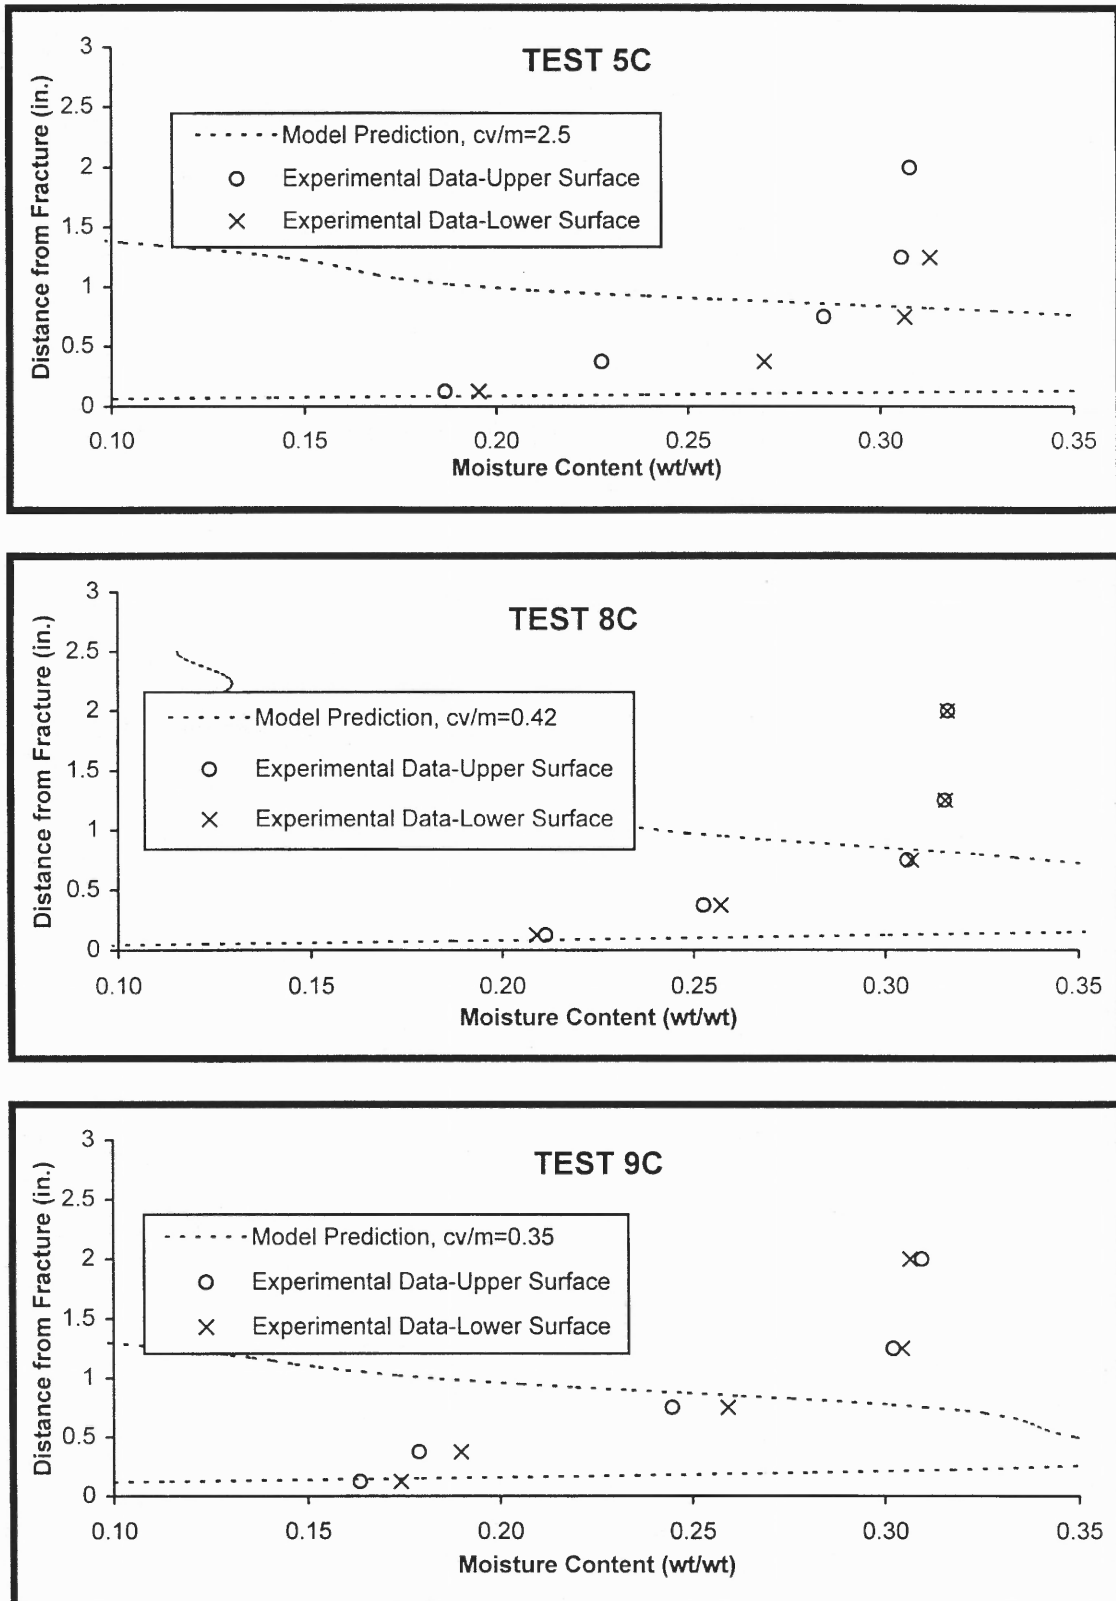 TEST 5C
Distance from Fracture (in.)
3
2.5
2
1.5
1
0.5
0
Model Prediction, cv/m=2.5
Experimental Data-Upper Surface
Experimental Data-Lower Surface
0.10 0.15 0.20 0.25 0.30 0.35
Moisture Content (wt/wt)
TEST 8C
Distance from Fracture (in.)
3
2.5
2
1.5
1
0.5
0
Model Prediction, cv/m=0.42
Experimental Data-Upper Surface
Experimental Data-Lower Surface
0.10 0.15 0.20 0.25 0.30 0.35
Moisture Content (wt/wt)
TEST 9C
Distance from Fracture (in.)
3
2.5
2
1.5
1
0.5
0
Model Prediction, cv/m=0.35
Experimental Data-Upper Surface
Experimental Data-Lower Surface
0.10 0.15 0.20 0.25 0.30 0.35
Moisture Content (wt/wt)